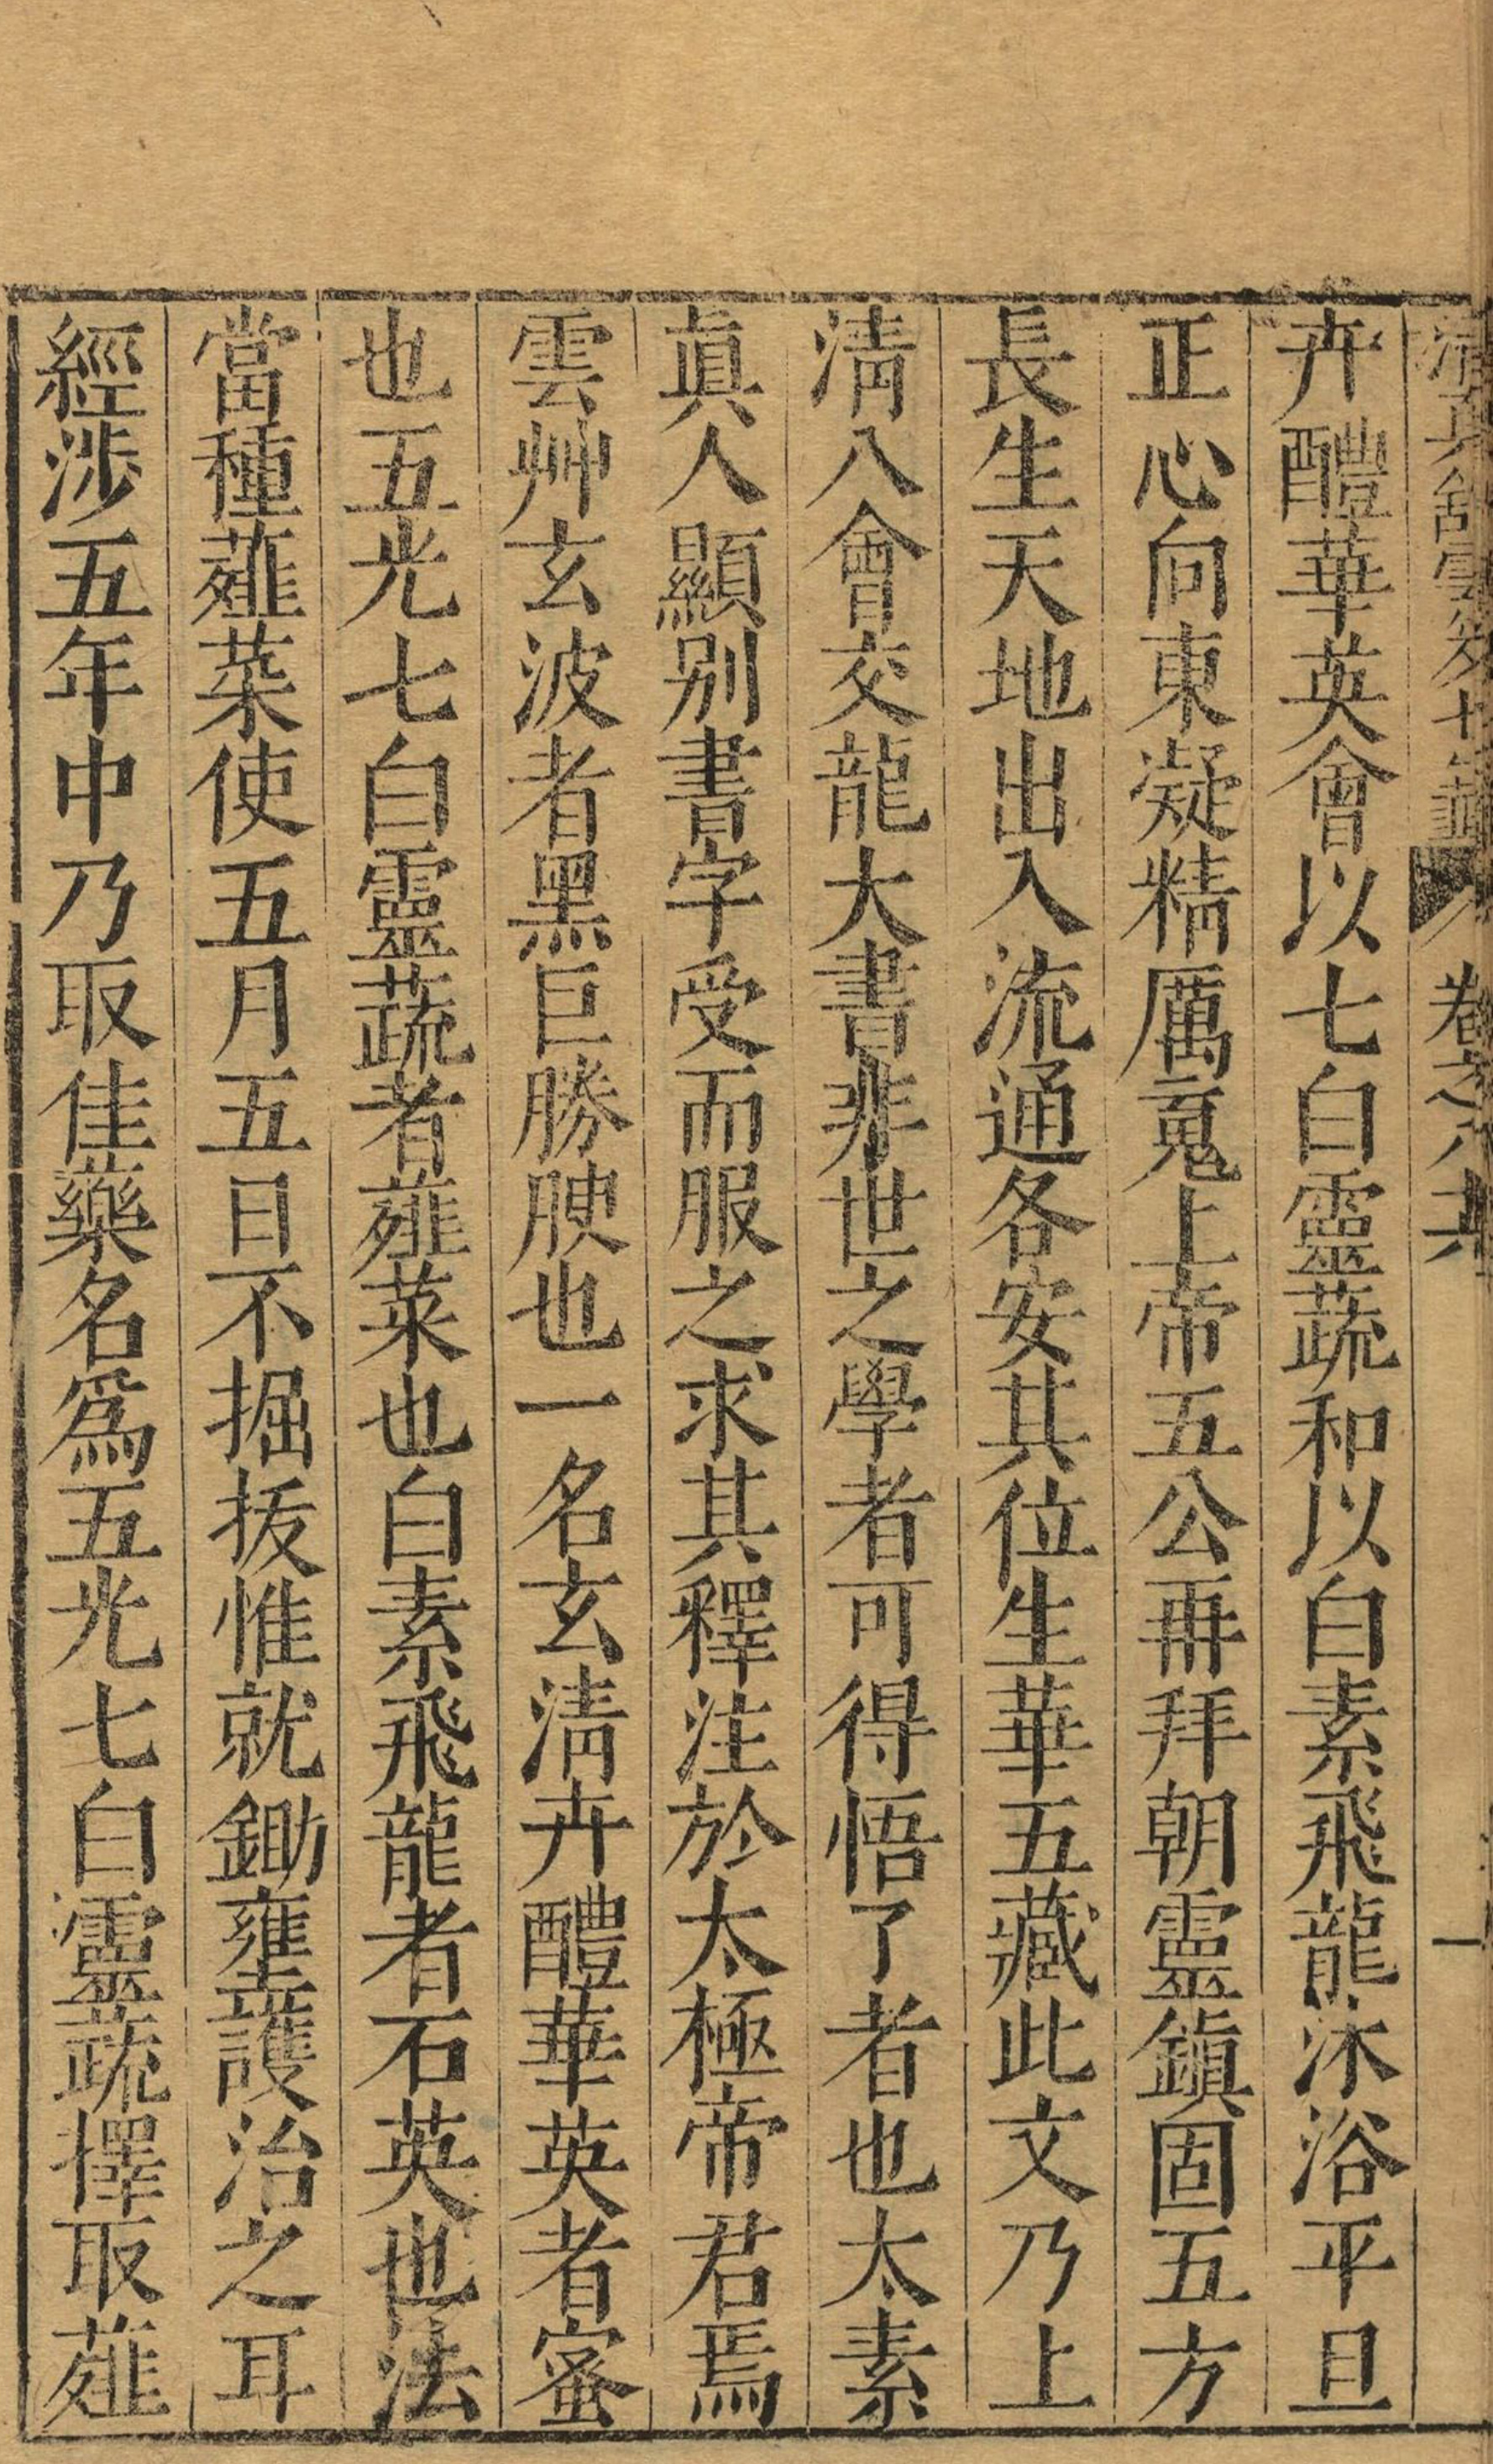 卷之八
卉醴華英會以七白靈蔬和以白素飛龍沐浴平旦
正心向東凝精厲䰟上帝五公再拜朝靈鎮固五方
長生天地出入流通各安其位生華五藏此文乃上
淸八會交龍大書非世之學者可得悟了者也太素
眞人顯別書字受而服之求其釋注於太極帝君焉
雲艸玄波者黑巨勝腴也一名玄淸卉醴華英者蜜
也五光七白靈蔬者薤菜也白素飛龍者石英也法
當種薤菜使五月五日不掘拔惟就鋤壅護治之耳
經涉五年中乃取佳藥名爲五光七白靈蔬擇取薤